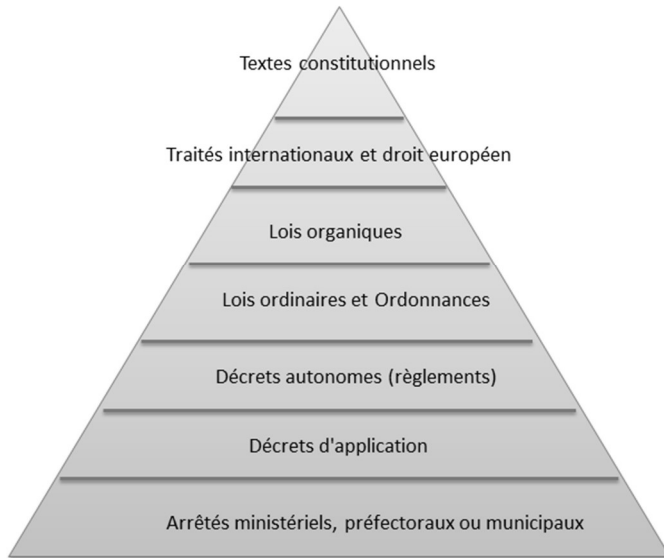 Textes constitutionnels
Traités internationaux et droit européen
Lois organiques
Lois ordinaires et Ordonnances
Décrets autonomes (règlements)
Décrets d'application
Arrêtés ministériels, préfectoraux ou municipaux